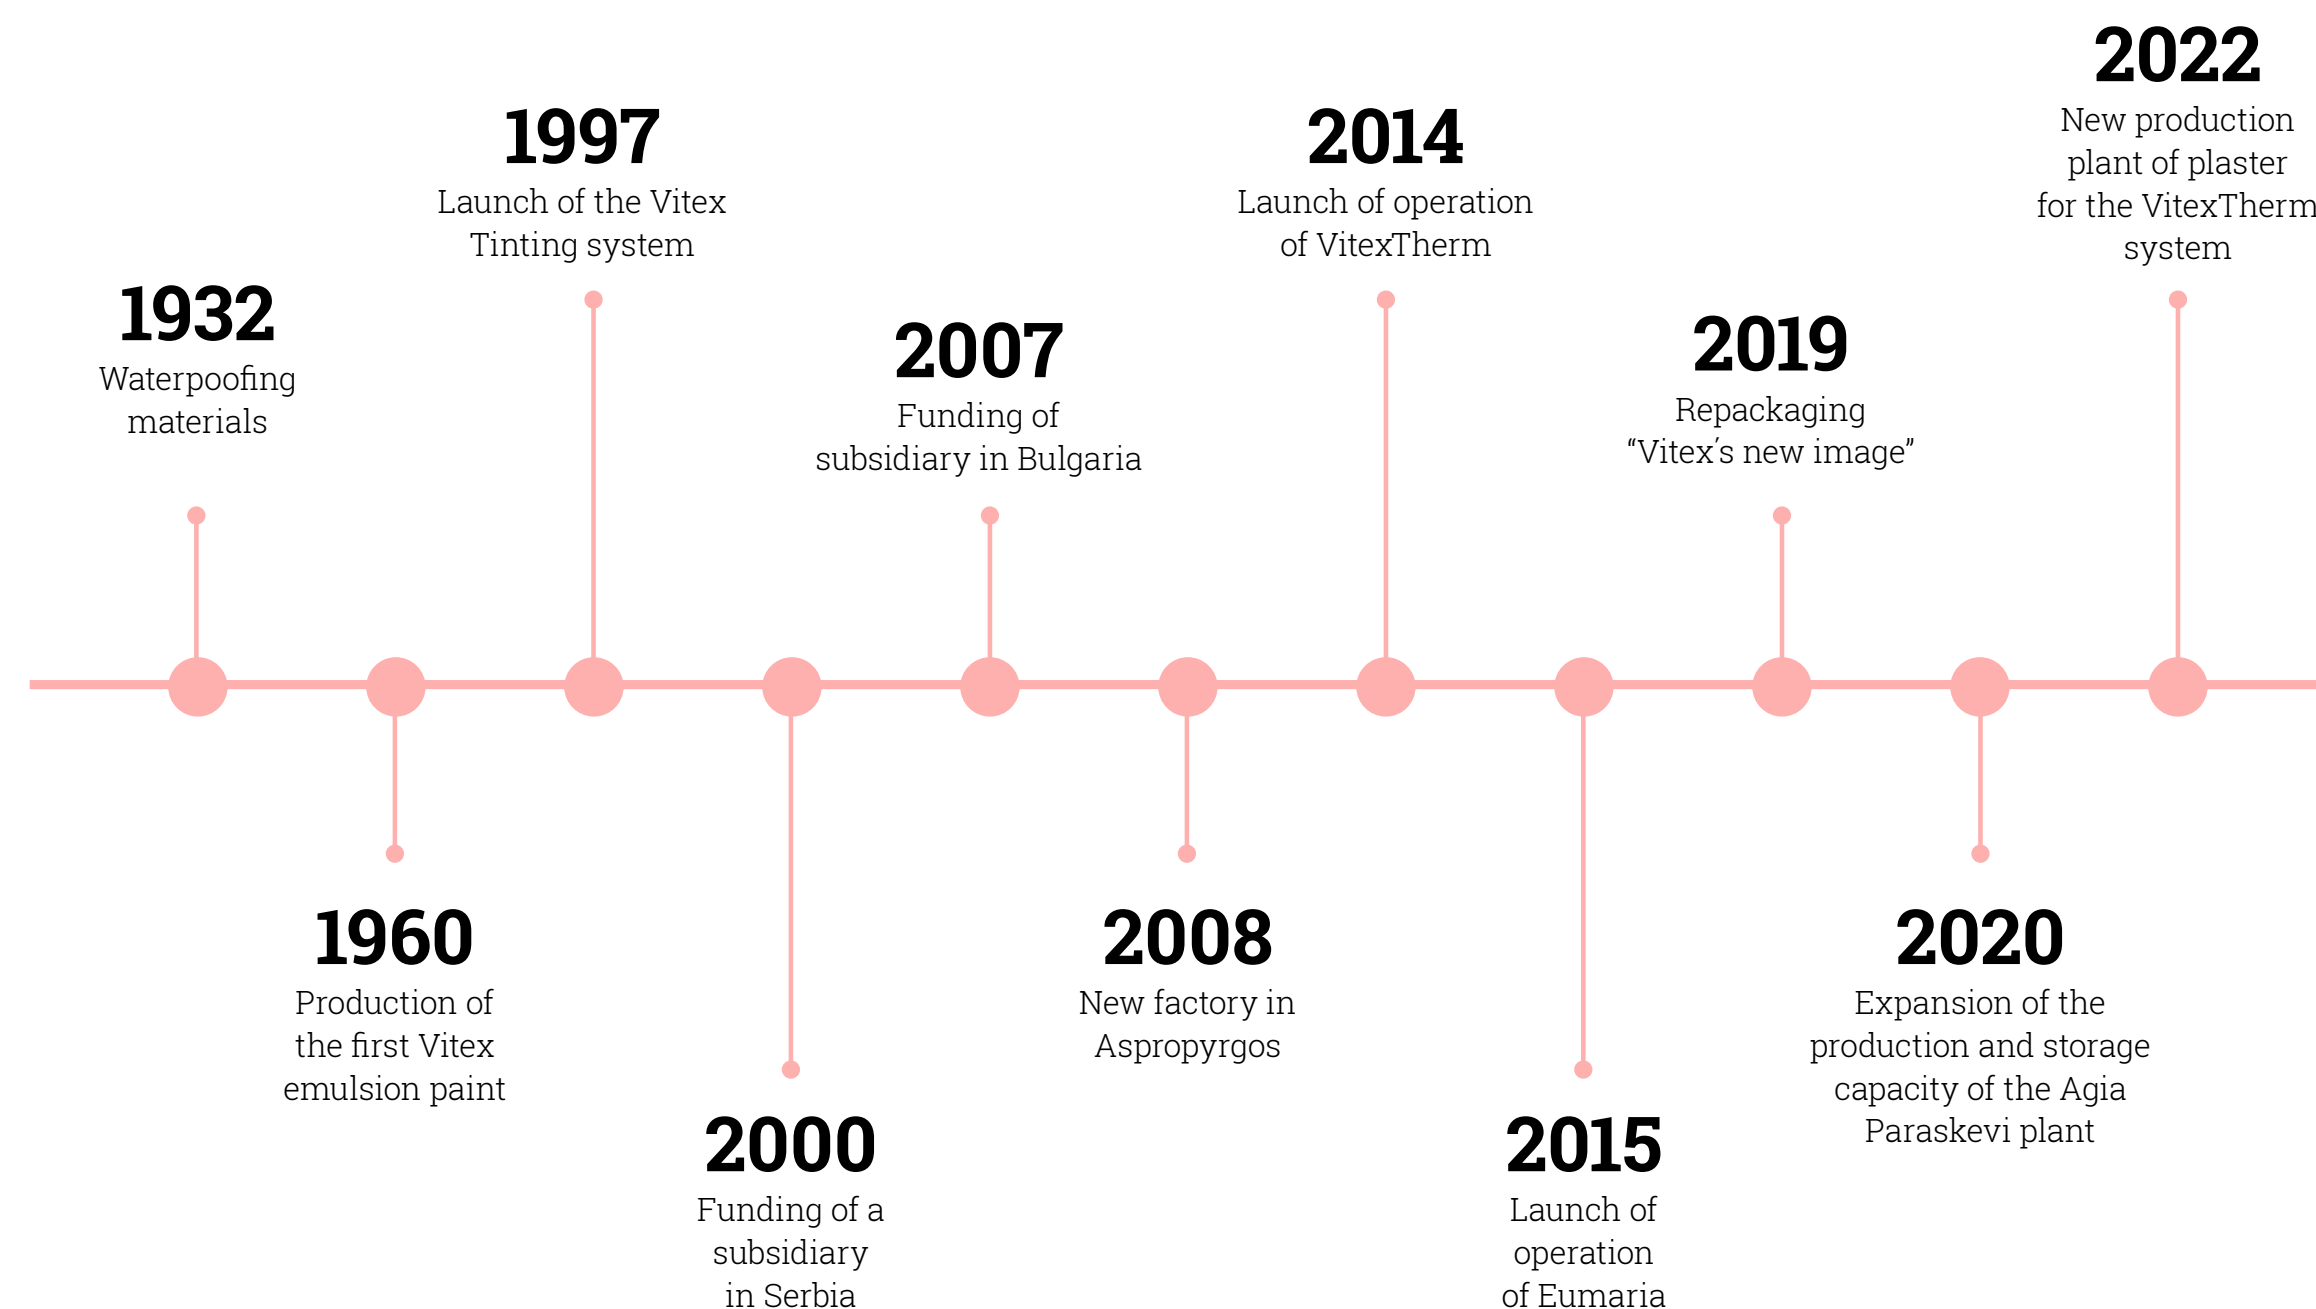 1932
Waterpoofing
materials
1960
Production of
the first Vitex
emulsion paint
1997
Launch of the Vitex
Tinting system
2000
Funding of a
subsidiary
in Serbia
2007
Funding of
subsidiary in Bulgaria
2008
New factory in
Aspropyrgos
2014
Launch of operation
of VitexTherm
2015
Launch of
operation
of Eumaria
2019
Repackaging
“Vitex’s new image”
2020
Expansion of the
production and storage
capacity of the Agia
Paraskevi plant
2022
New production
plant of plaster
for the VitexTherm
system